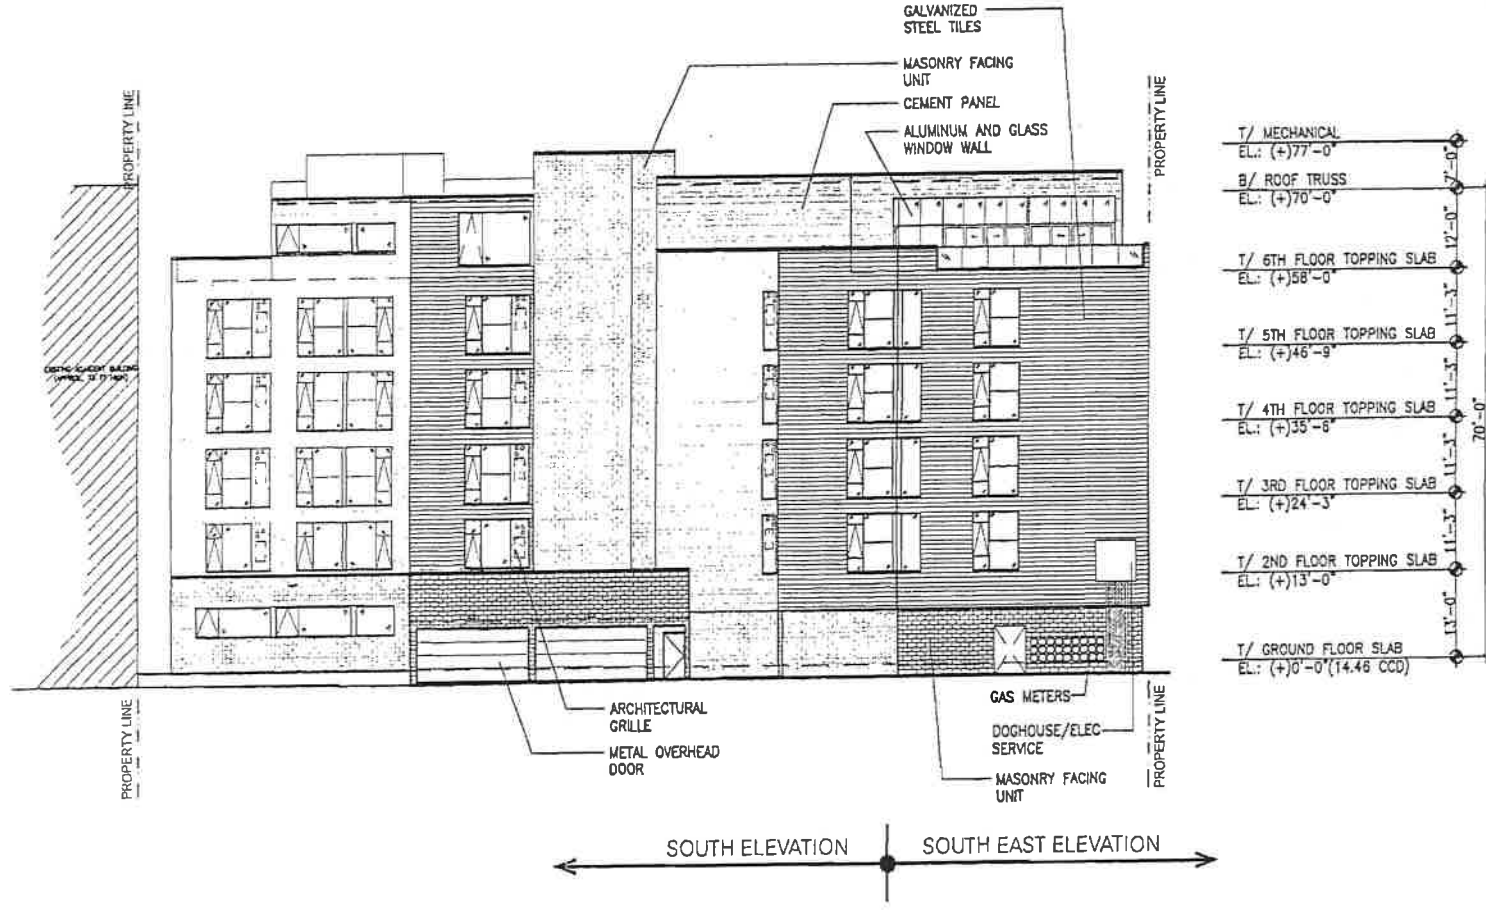 GALVANIZED
STEEL TILES
MASONRY FACING
UNIT
CEMENT PANEL
ALUMINUM AND GLASS
WINDOW WALL
PROPERTY LINE
PROPERTY LINE
T/ MECHANICAL
EL.: (+)77'-0"
7'-0"
B/ ROOF TRUSS
EL.: (+)70'-0"
12'-0"
T/ 6TH FLOOR TOPPING SLAB
EL.: (+)58'-0"
11'-3"
T/ 5TH FLOOR TOPPING SLAB
EL.: (+)46'-9"
11'-3"
T/ 4TH FLOOR TOPPING SLAB
EL.: (+)35'-6"
70'-0"
11'-3"
T/ 3RD FLOOR TOPPING SLAB
EL.: (+)24'-3"
11'-3"
T/ 2ND FLOOR TOPPING SLAB
EL.: (+)13'-0"
13'-0"
T/ GROUND FLOOR SLAB
EL.: (+)0'-0"(14.46 CCD)
EXISTING ADJACENT BUILDING
PROPERTY LINE
PROPERTY LINE
ARCHITECTURAL
GRILLE
METAL OVERHEAD
DOOR
GAS METERS
DOGHOUSE/ELEC
SERVICE
MASONRY FACING
UNIT
SOUTH ELEVATION
SOUTH EAST ELEVATION